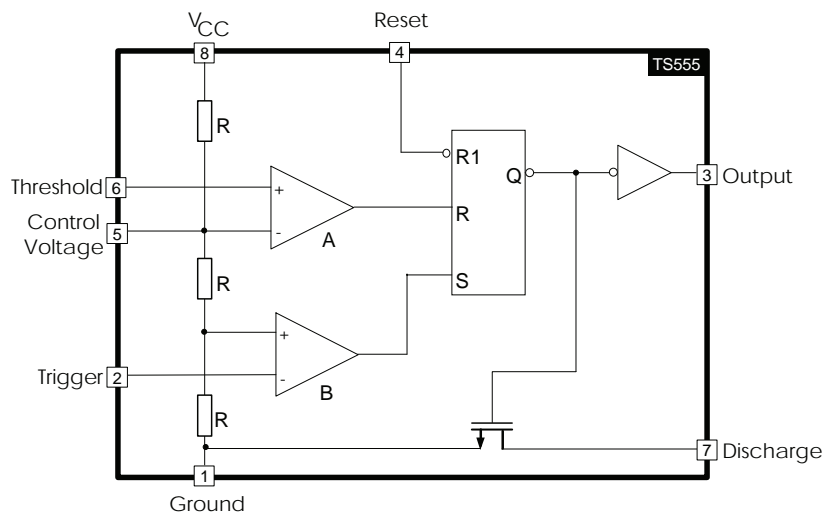 VCC
Reset
8
4
TS555
R
R1
Threshold 6
+
Q
3 Output
Control
Voltage
5
-
A
R
R
S
+
Trigger 2
-
B
R
7 Discharge
1
Ground